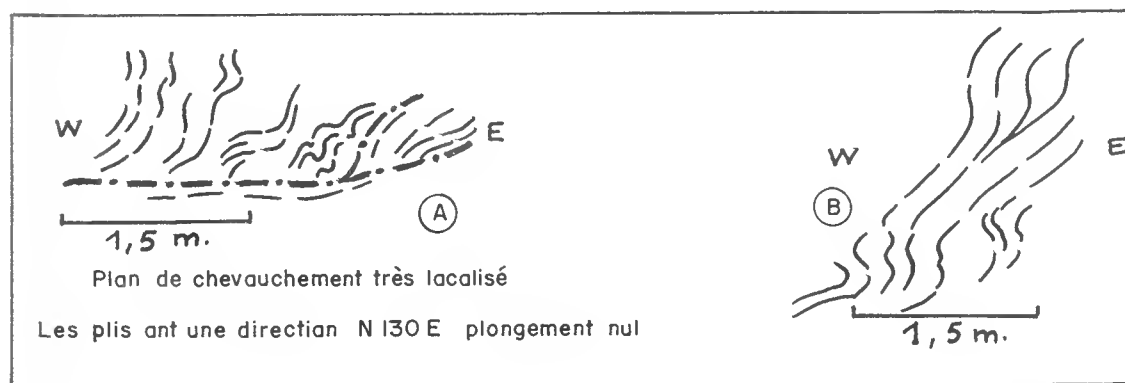 W
E
A
1,5 m.
Plan de chevauchement très lacalisé
Les plis ant une directian N 130 E plongement nul
W
E
B
1,5 m.